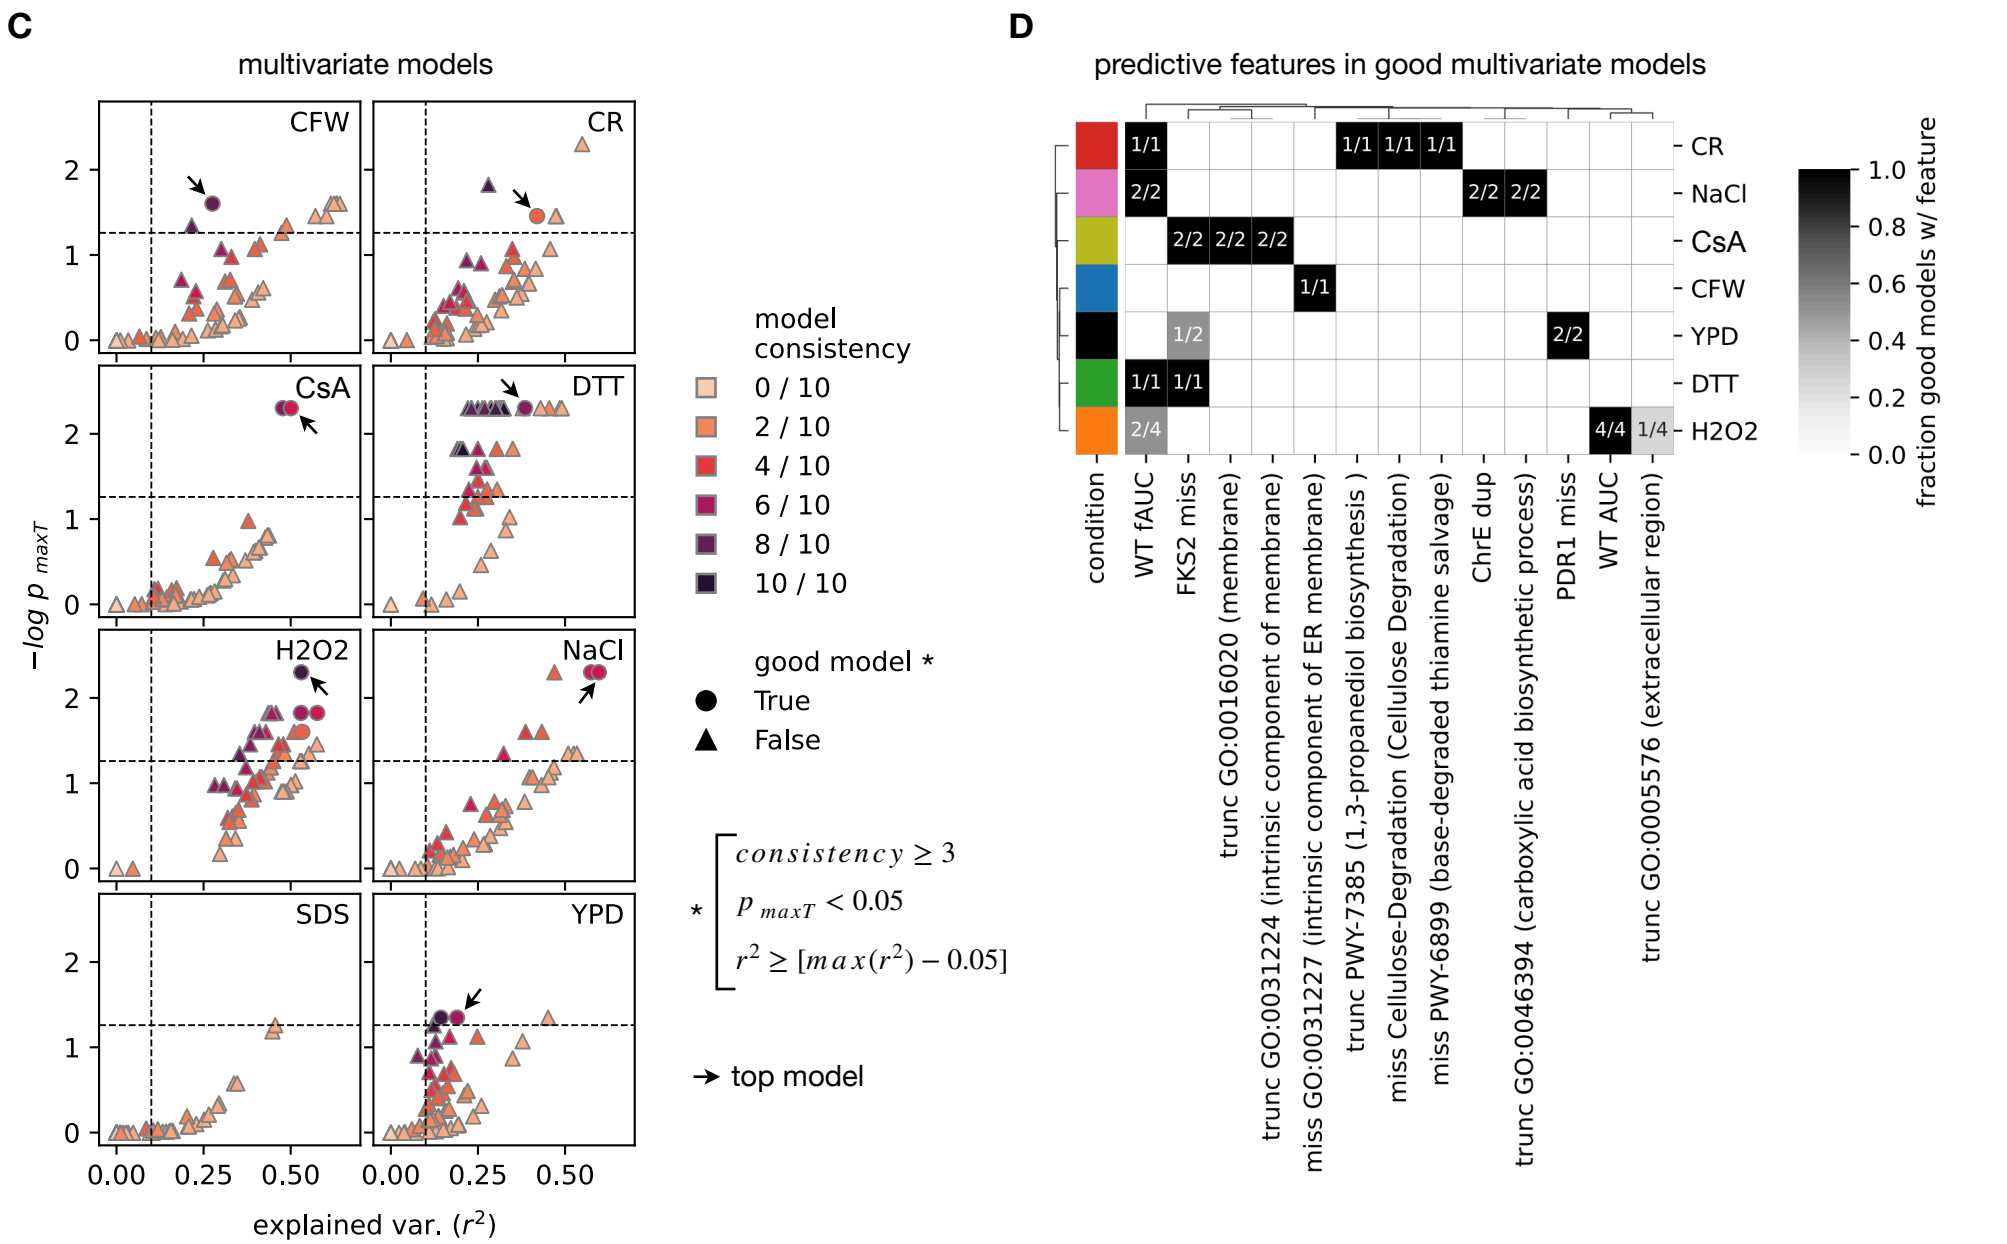 C
multivariate models
CFW
CR
2
1
0
CsA
DTT
2
1
0
H2O2
NaCl
2
1
0
SDS
YPD
2
1
0
0.00 0.25 0.50 0.00 0.25 0.50
−log p maxT
explained var. (r²)
model
consistency
0 / 10
2 / 10
4 / 10
6 / 10
8 / 10
10 / 10
good model *
True
False
*
consistency ≥ 3
p maxT < 0.05
r² ≥ [max(r²) − 0.05]
top model
D
predictive features in good multivariate models
1/1 1/1 1/1 1/1 CR
2/2 2/2 2/2 NaCl
2/2 2/2 2/2 CsA
1/1 CFW
1/2 2/2 YPD
1/1 1/1 DTT
2/4 4/4 1/4 H2O2
condition
WT fAUC
FKS2 miss
trunc GO:0016020 (membrane)
trunc GO:0031224 (intrinsic component of membrane)
miss GO:0031227 (intrinsic component of ER membrane)
trunc PWY-7385 (1,3-propanediol biosynthesis )
miss Cellulose-Degradation (Cellulose Degradation)
miss PWY-6899 (base-degraded thiamine salvage)
ChrE dup
trunc GO:0046394 (carboxylic acid biosynthetic process)
PDR1 miss
WT AUC
trunc GO:0005576 (extracellular region)
1.0
0.8
0.6
0.4
0.2
0.0
fraction good models w/ feature